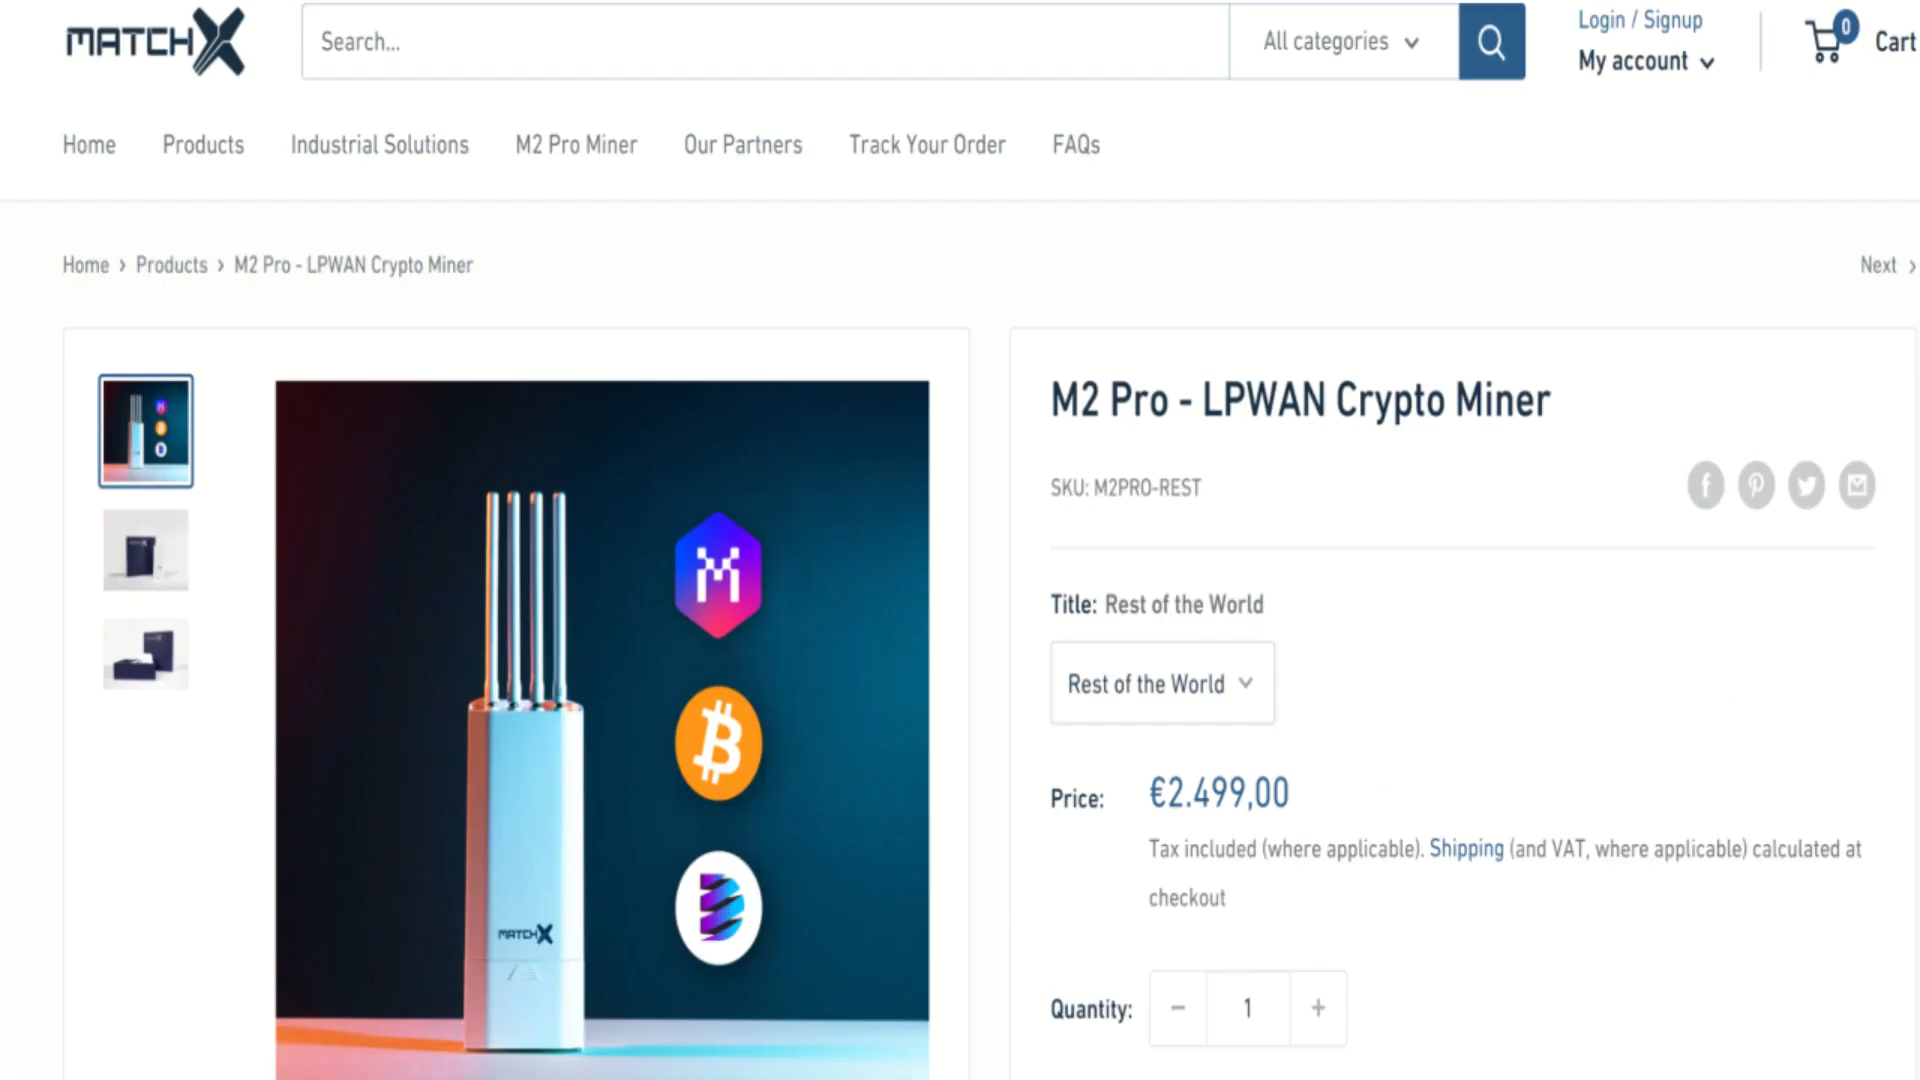 MATCHX
Search...
All categories
Login / Signup
My account
0
Cart
Home
Products
Industrial Solutions
M2 Pro Miner
Our Partners
Track Your Order
FAQs
Home › Products › M2 Pro - LPWAN Crypto Miner
Next ›
MATCHX
M2 Pro - LPWAN Crypto Miner
SKU: M2PRO-REST
Title: Rest of the World
Rest of the World
Price: €2.499,00
Tax included (where applicable). Shipping (and VAT, where applicable) calculated at
checkout
Quantity: − 1 +